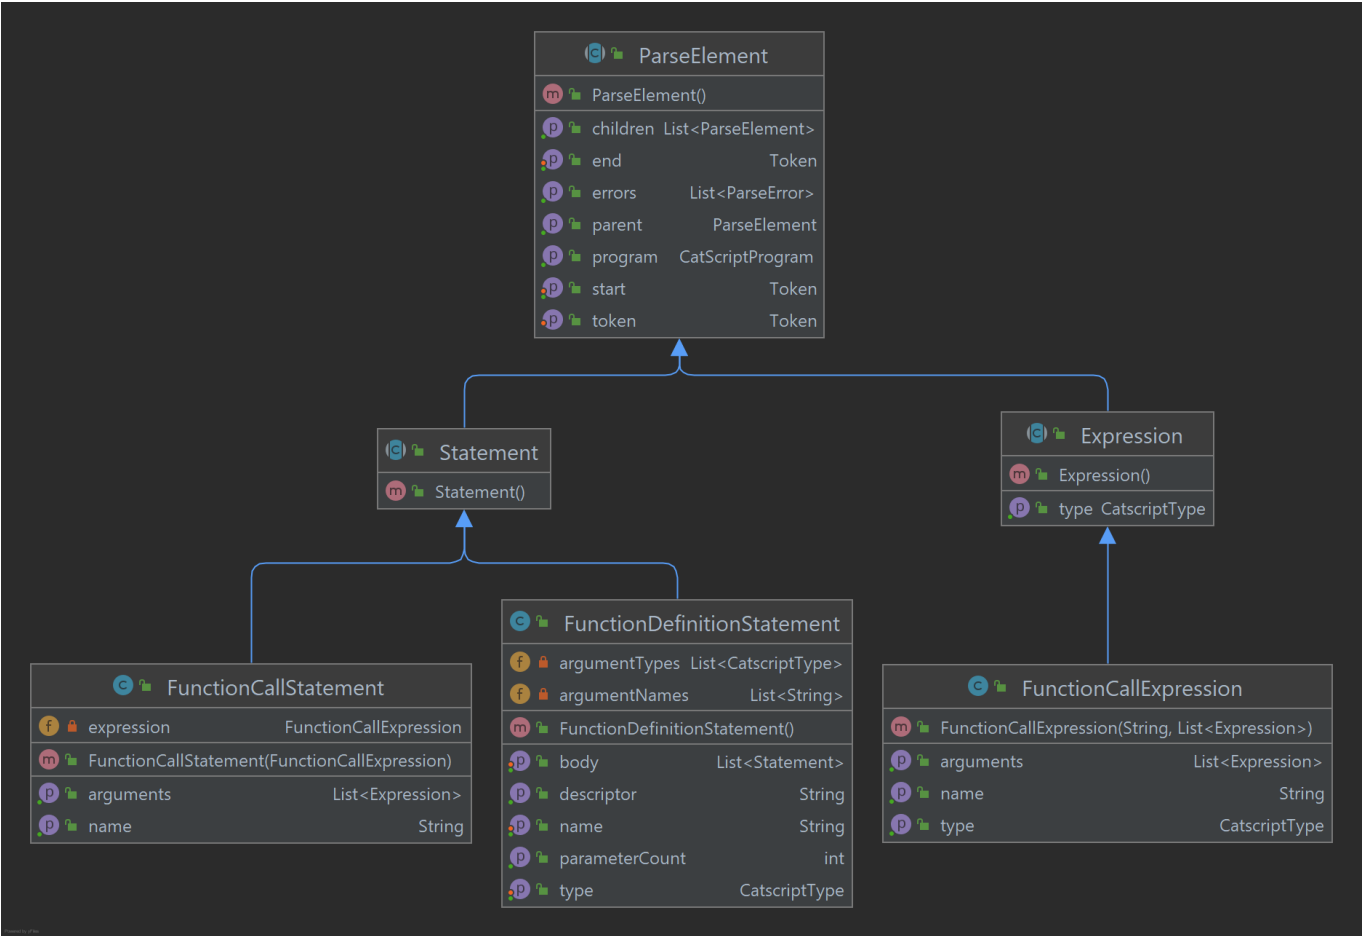 ParseElement
ParseElement()
children List<ParseElement>
end Token
errors List<ParseError>
parent ParseElement
program CatScriptProgram
start Token
token Token
Statement
Statement()
Expression
Expression()
type CatscriptType
FunctionCallStatement
expression FunctionCallExpression
FunctionCallStatement(FunctionCallExpression)
arguments List<Expression>
name String
FunctionDefinitionStatement
argumentTypes List<CatscriptType>
argumentNames List<String>
FunctionDefinitionStatement()
body List<Statement>
descriptor String
name String
parameterCount int
type CatscriptType
FunctionCallExpression
FunctionCallExpression(String, List<Expression>)
arguments List<Expression>
name String
type CatscriptType